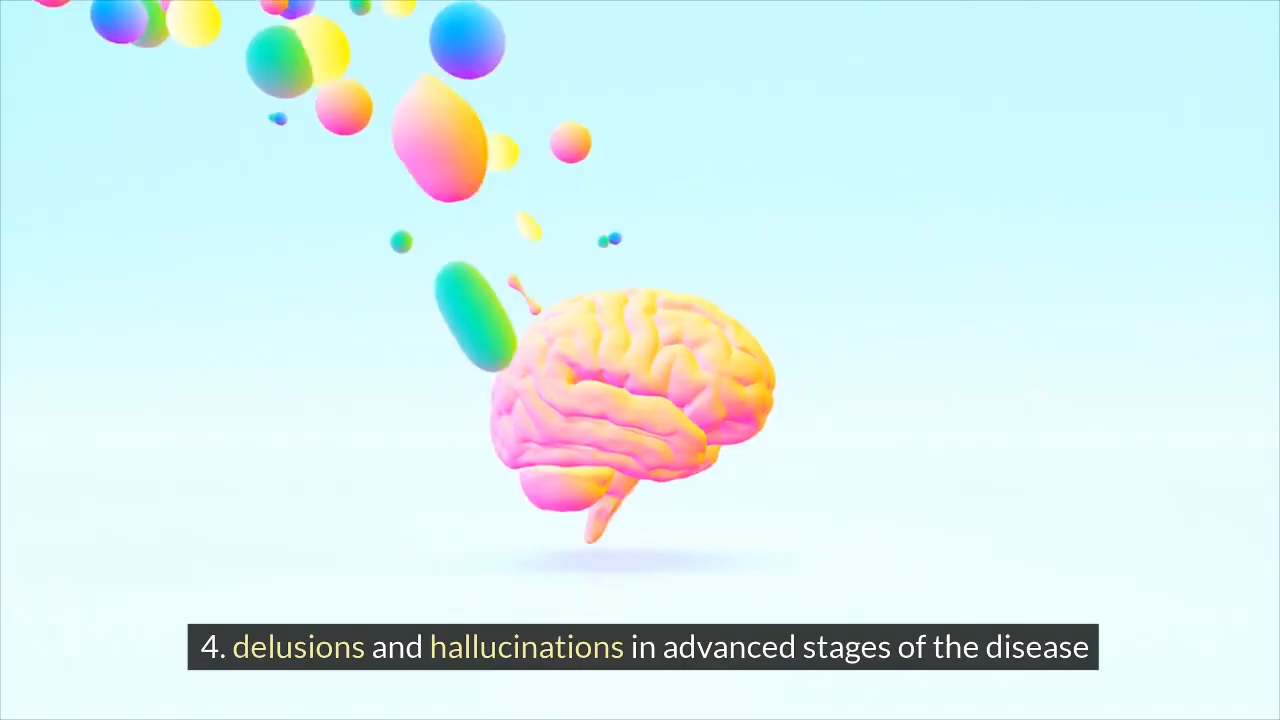 4. delusions and hallucinations in advanced stages of the disease